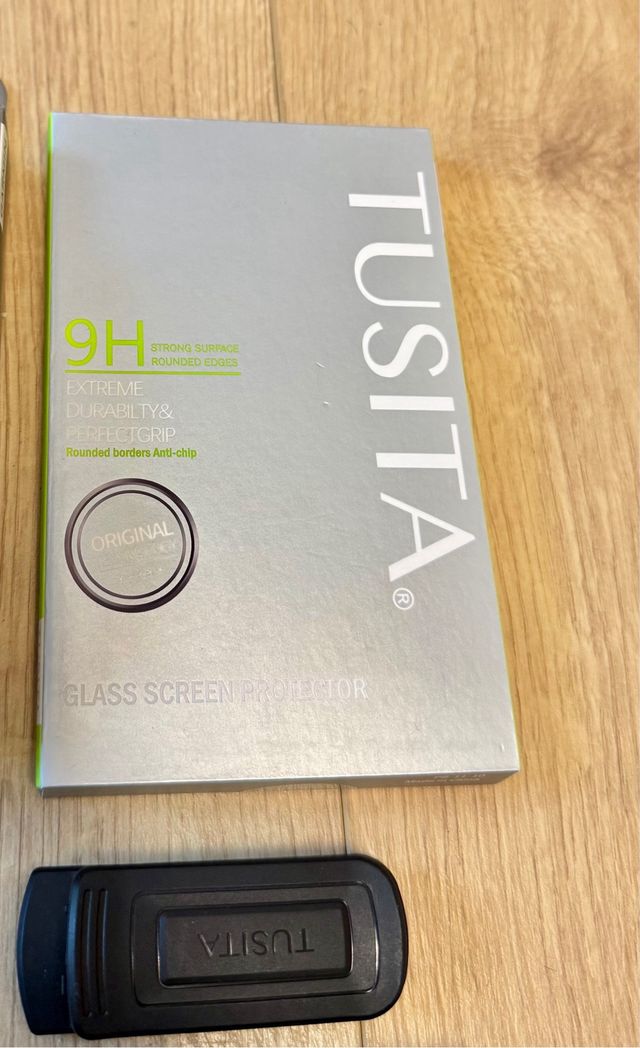 TUSITA®
9H
STRONG SURFACE
ROUNDED EDGES
EXTREME
DURABILTY&
PERFECTGRIP
Rounded borders Anti-chip
ORIGINAL
GLASS SCREEN PROTECTOR
TUSITA